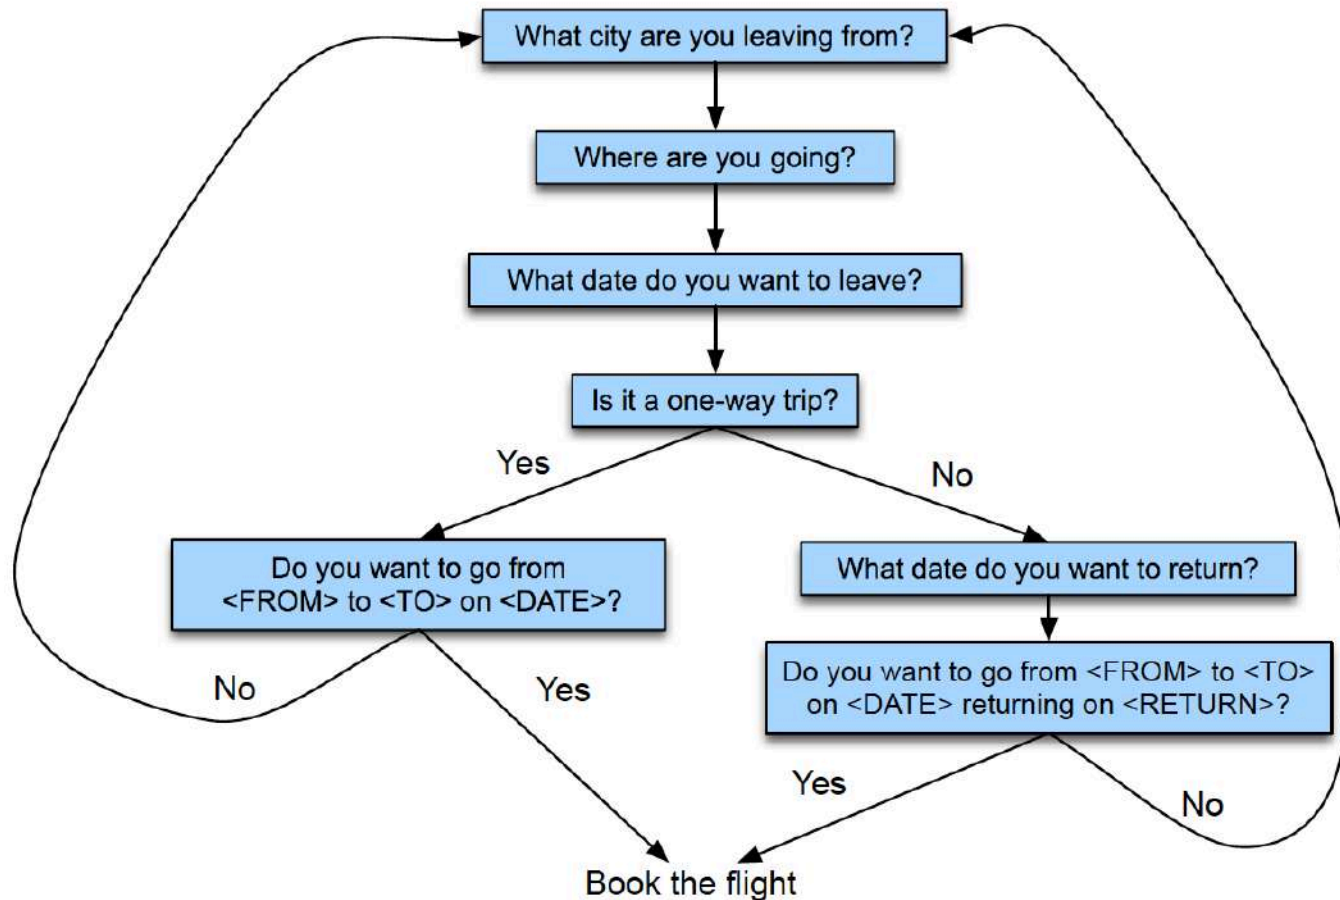 What city are you leaving from?
Where are you going?
What date do you want to leave?
Is it a one-way trip?
Yes
No
Do you want to go from
<FROM> to <TO> on <DATE>?
What date do you want to return?
Do you want to go from <FROM> to <TO>
on <DATE> returning on <RETURN>?
No
Yes
Yes
No
Book the flight